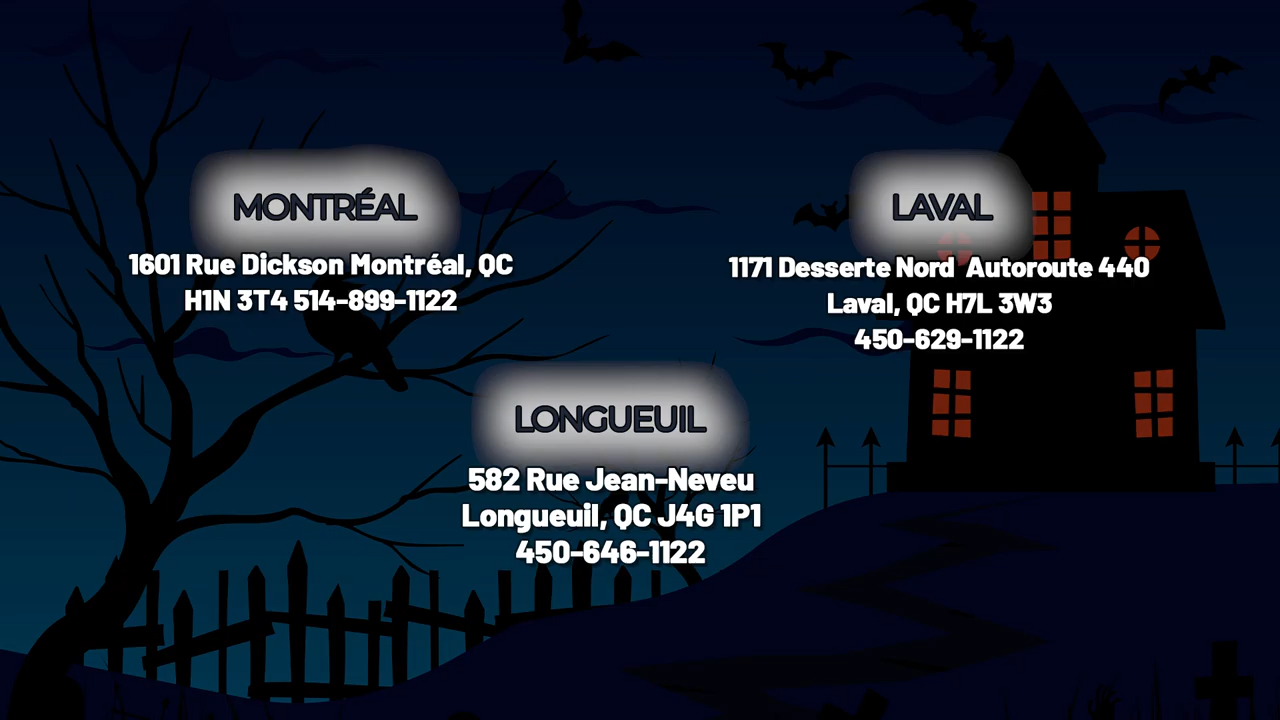 MONTRÉAL
1601 Rue Dickson Montréal, QC
H1N 3T4 514-899-1122
LAVAL
1171 Desserte Nord  Autoroute 440
Laval, QC H7L 3W3
450-629-1122
LONGUEUIL
582 Rue Jean-Neveu
Longueuil, QC J4G 1P1
450-646-1122